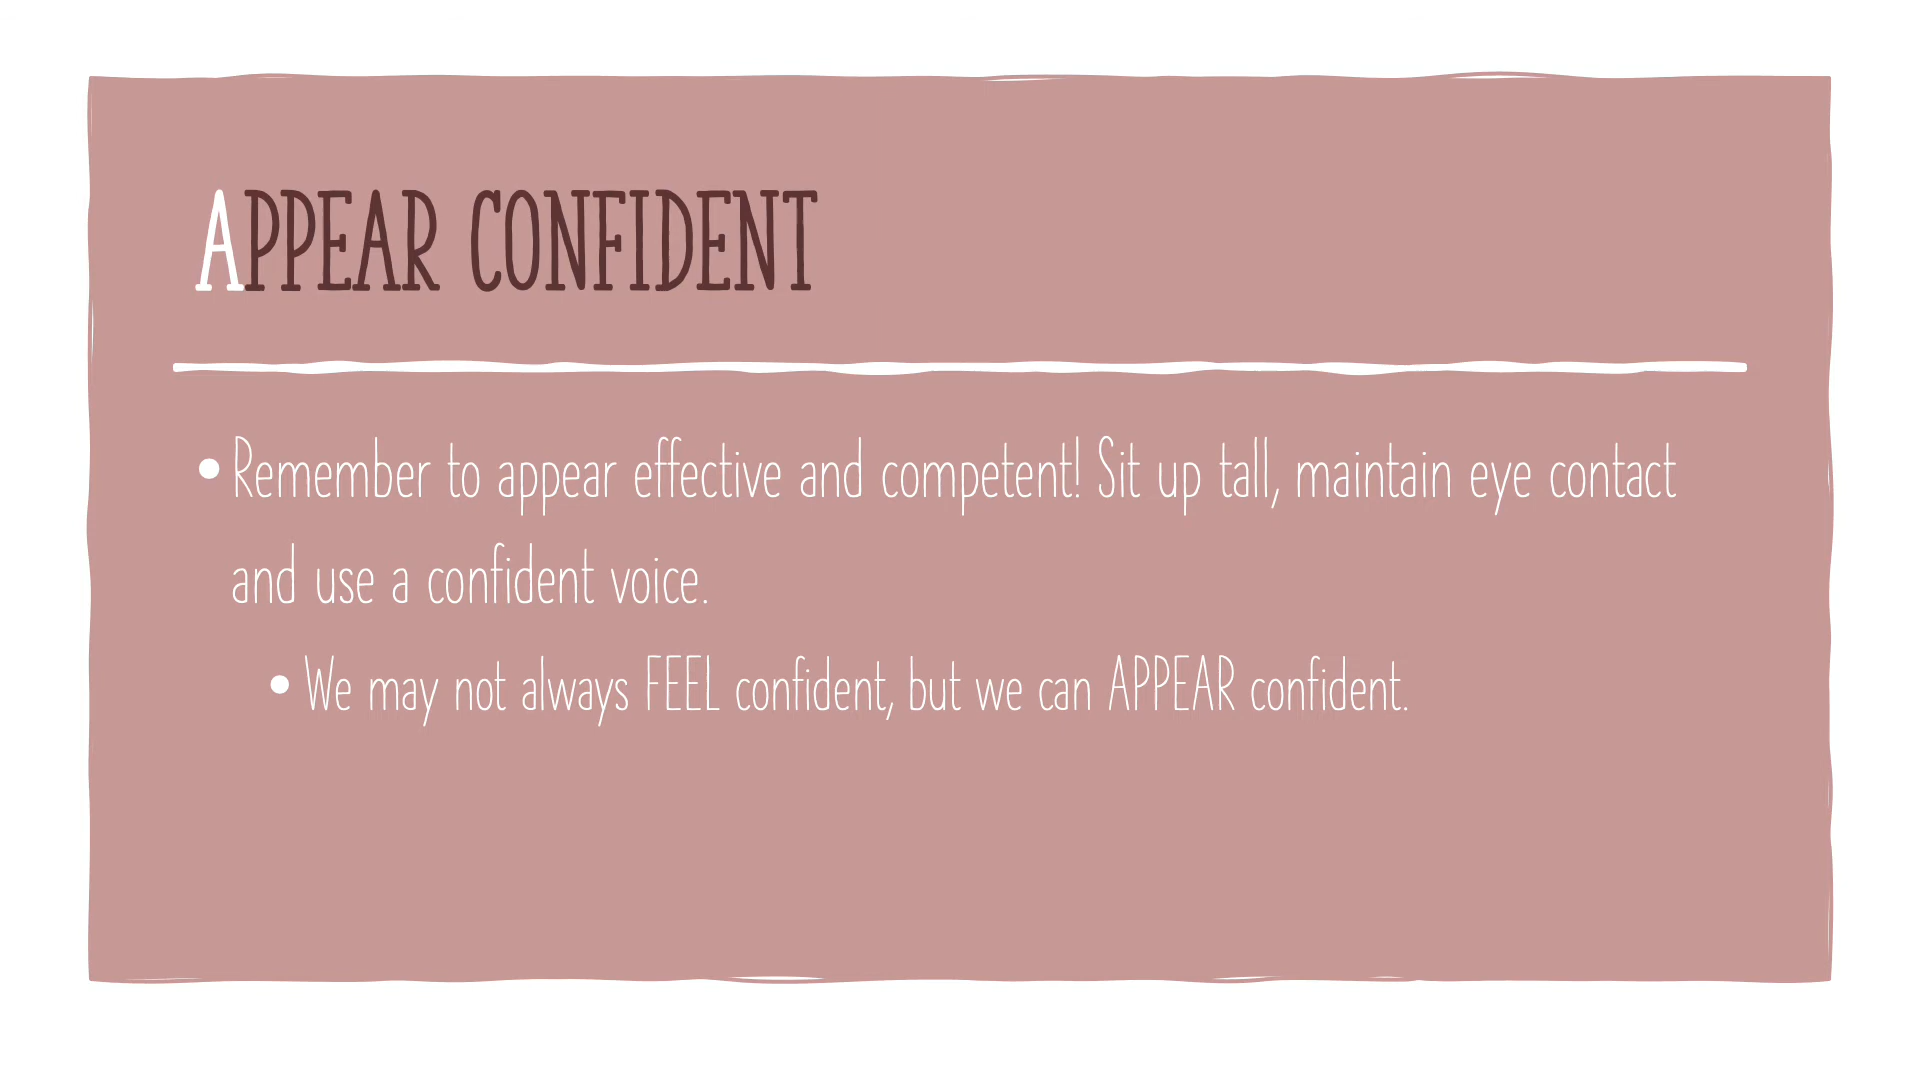 APPEAR CONFIDENT
• Remember to appear effective and competent! Sit up tall, maintain eye contact
and use a confident voice.
• We may not always FEEL confident, but we can APPEAR confident.